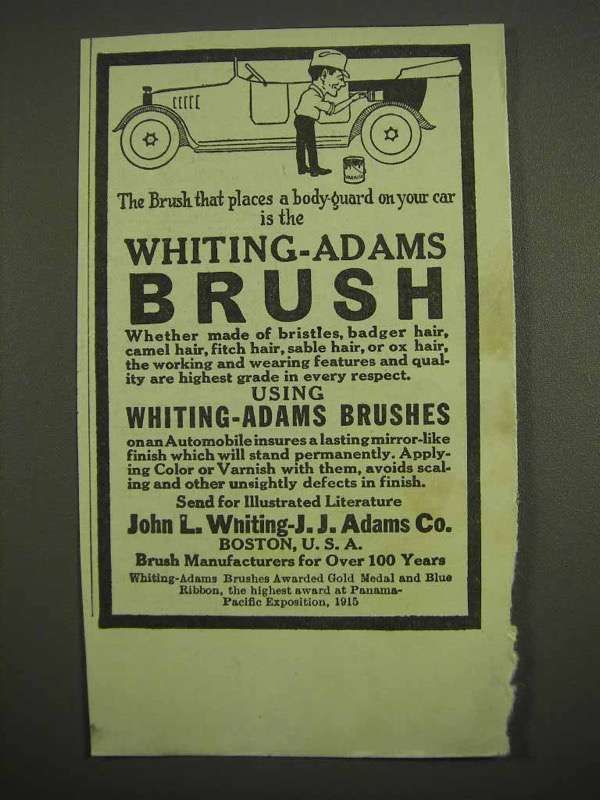 The Brush that places a body-guard on your car
is the
WHITING-ADAMS
BRUSH
Whether made of bristles, badger hair,
camel hair, fitch hair, sable hair, or ox hair,
the working and wearing features and qual-
ity are highest grade in every respect.
USING
WHITING-ADAMS BRUSHES
on an Automobile insures a lasting mirror-like
finish which will stand permanently. Apply-
ing Color or Varnish with them, avoids scal-
ing and other unsightly defects in finish.
Send for Illustrated Literature
John L. Whiting-J. J. Adams Co.
BOSTON, U. S. A.
Brush Manufacturers for Over 100 Years
Whiting-Adams Brushes Awarded Gold Medal and Blue
Ribbon, the highest award at Panama-
Pacific Exposition, 1915